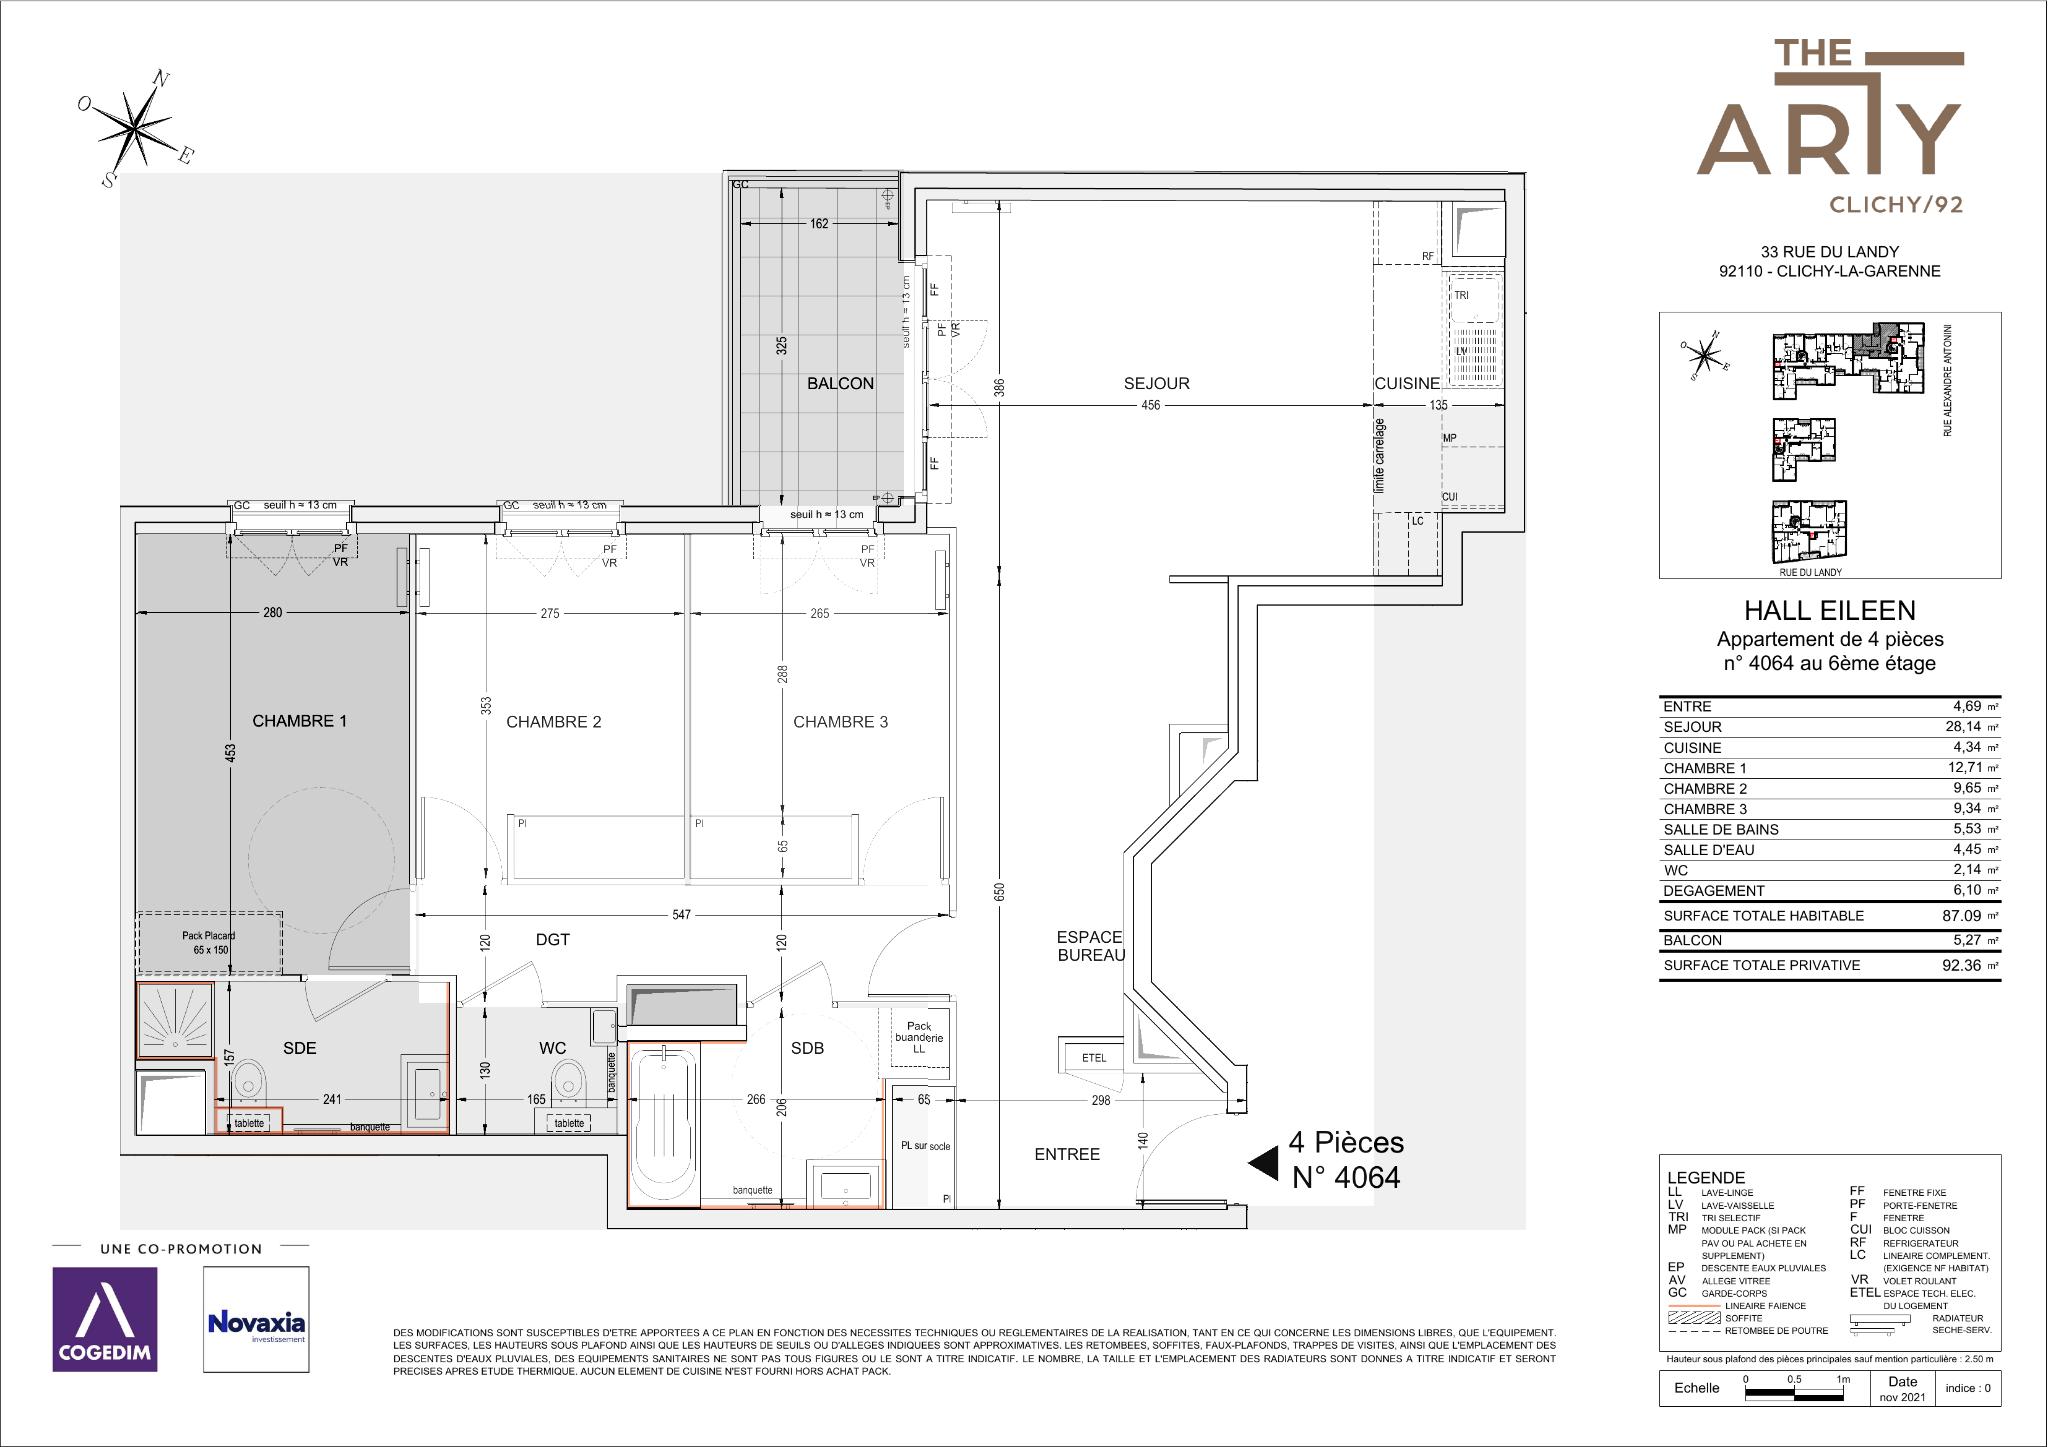 N
O
E
S
THE
ARTY
CLICHY/92
33 RUE DU LANDY
92110 - CLICHY-LA-GARENNE
N
O
E
S
RUE ALEXANDRE ANTONINI
RUE DU LANDY
HALL EILEEN
Appartement de 4 pièces
n° 4064 au 6ème étage
ENTRE 4,69 m²
SEJOUR 28,14 m²
CUISINE 4,34 m²
CHAMBRE 1 12,71 m²
CHAMBRE 2 9,65 m²
CHAMBRE 3 9,34 m²
SALLE DE BAINS 5,53 m²
SALLE D'EAU 4,45 m²
WC 2,14 m²
DEGAGEMENT 6,10 m²
SURFACE TOTALE HABITABLE 87.09 m²
BALCON 5,27 m²
SURFACE TOTALE PRIVATIVE 92.36 m²
GC
EP
162
325
BALCON
EP
seuil h ≈ 13 cm
FF
PF
VR
FF
386
SEJOUR
456
RF
TRI
LV
CUISINE
135
limite carrelage
MP
CUI
LC
GC seuil h ≈ 13 cm
GC seuil h ≈ 13 cm
seuil h ≈ 13 cm
PF
VR
PF
VR
PF
VR
280
275
265
288
353
453
CHAMBRE 1
CHAMBRE 2
CHAMBRE 3
PI
PI
65
650
547
120
DGT
120
Pack Placard
65 x 150
ESPACE
BUREAU
SDE
157
241
tablette
banquette
WC
130
165
banquette
tablette
SDB
266
206
banquette
Pack
buanderie
LL
65
PL sur socle
PI
ETEL
298
140
ENTREE
4 Pièces
N° 4064
LEGENDE
LL LAVE-LINGE
LV LAVE-VAISSELLE
TRI TRI SELECTIF
MP MODULE PACK (SI PACK
PAV OU PAL ACHETE EN
SUPPLEMENT)
EP DESCENTE EAUX PLUVIALES
AV ALLEGE VITREE
GC GARDE-CORPS
LINEAIRE FAIENCE
SOFFITE
RETOMBEE DE POUTRE
FF FENETRE FIXE
PF PORTE-FENETRE
F FENETRE
CUI BLOC CUISSON
RF REFRIGERATEUR
LC LINEAIRE COMPLEMENT.
(EXIGENCE NF HABITAT)
VR VOLET ROULANT
ETEL ESPACE TECH. ELEC.
DU LOGEMENT
RADIATEUR
SECHE-SERV.
Hauteur sous plafond des pièces principales sauf mention particulière : 2.50 m
Echelle
0 0.5 1m
Date
nov 2021
indice : 0
UNE CO-PROMOTION
COGEDIM
Novaxia
investissement
DES MODIFICATIONS SONT SUSCEPTIBLES D'ETRE APPORTEES A CE PLAN EN FONCTION DES NECESSITES TECHNIQUES OU REGLEMENTAIRES DE LA REALISATION, TANT EN CE QUI CONCERNE LES DIMENSIONS LIBRES, QUE L'EQUIPEMENT.
LES SURFACES, LES HAUTEURS SOUS PLAFOND AINSI QUE LES HAUTEURS DE SEUILS OU D'ALLEGES INDIQUEES SONT APPROXIMATIVES. LES RETOMBEES, SOFFITES, FAUX-PLAFONDS, TRAPPES DE VISITES, AINSI QUE L'EMPLACEMENT DES
DESCENTES D'EAUX PLUVIALES, DES EQUIPEMENTS SANITAIRES NE SONT PAS TOUS FIGURES OU LE SONT A TITRE INDICATIF. LE NOMBRE, LA TAILLE ET L'EMPLACEMENT DES RADIATEURS SONT DONNES A TITRE INDICATIF ET SERONT
PRECISES APRES ETUDE THERMIQUE. AUCUN ELEMENT DE CUISINE N'EST FOURNI HORS ACHAT PACK.